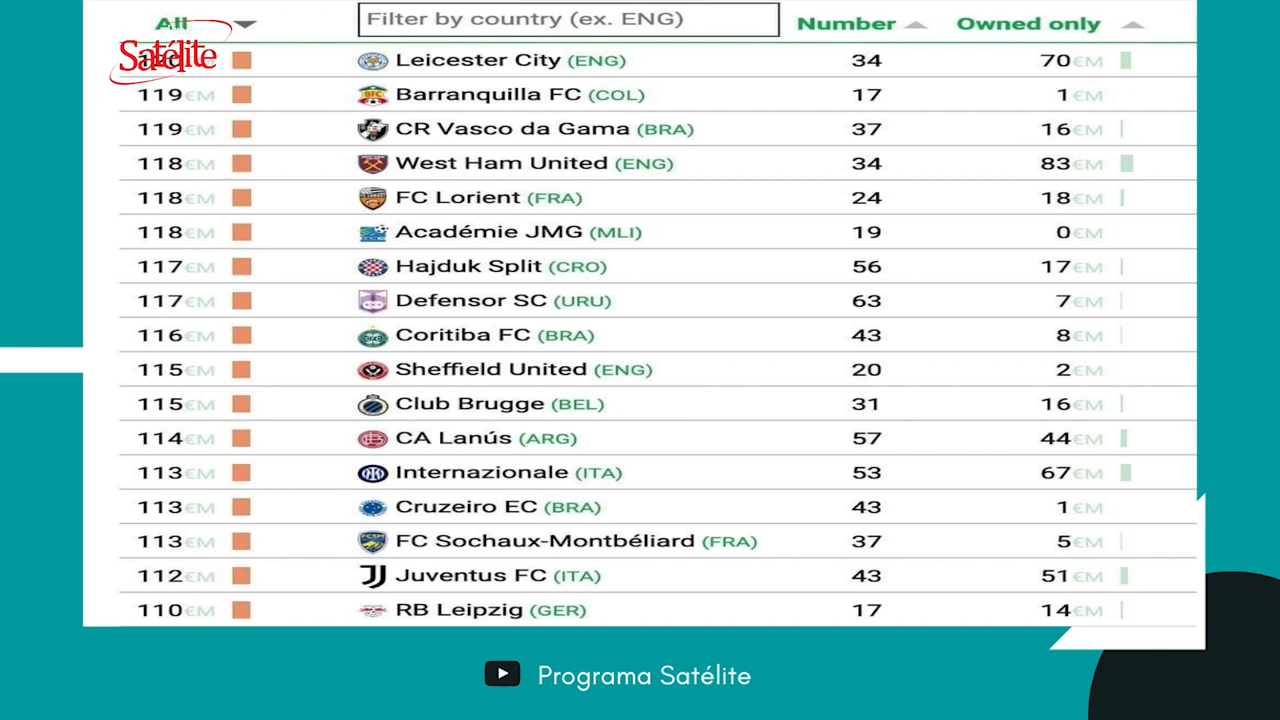 All Filter by country (ex. ENG) Number Owned only
Satélite
Leicester City (ENG) 34 70€M
119€M Barranquilla FC (COL) 17 1€M
119€M CR Vasco da Gama (BRA) 37 16€M
118€M West Ham United (ENG) 34 83€M
118€M FC Lorient (FRA) 24 18€M
118€M Académie JMG (MLI) 19 0€M
117€M Hajduk Split (CRO) 56 17€M
117€M Defensor SC (URU) 63 7€M
116€M Coritiba FC (BRA) 43 8€M
115€M Sheffield United (ENG) 20 2€M
115€M Club Brugge (BEL) 31 16€M
114€M CA Lanús (ARG) 57 44€M
113€M Internazionale (ITA) 53 67€M
113€M Cruzeiro EC (BRA) 43 1€M
113€M FC Sochaux-Montbéliard (FRA) 37 5€M
112€M Juventus FC (ITA) 43 51€M
110€M RB Leipzig (GER) 17 14€M
Programa Satélite